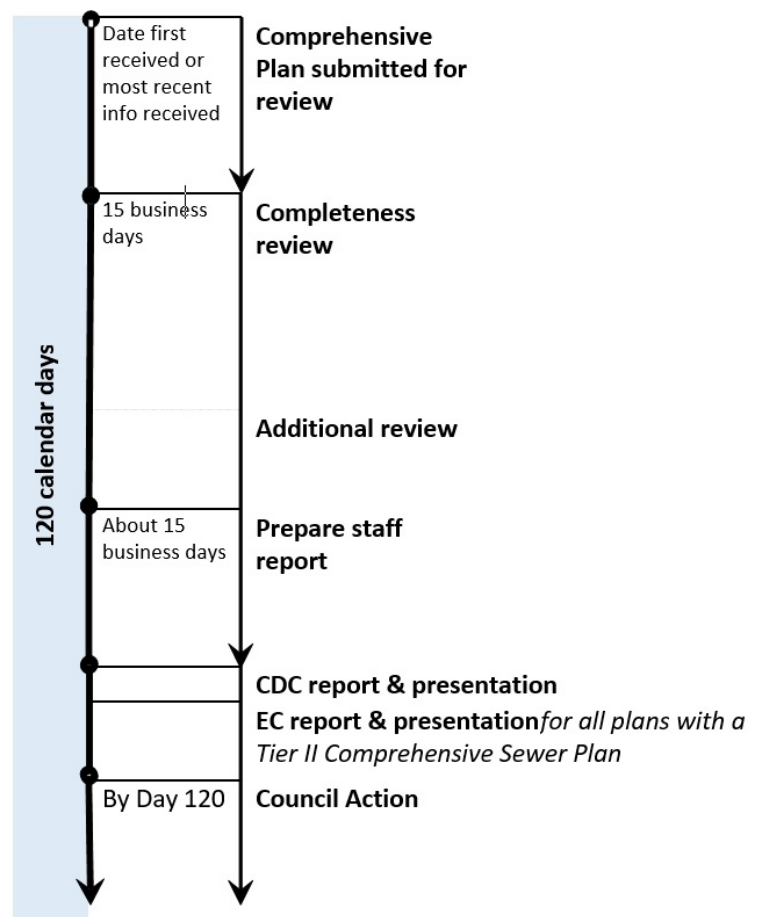 Date first
received or
most recent
info received
Comprehensive
Plan submitted for
review
15 business
days
Completeness
review
120 calendar days
Additional review
About 15
business days
Prepare staff
report
CDC report & presentation
EC report & presentationfor all plans with a
Tier II Comprehensive Sewer Plan
By Day 120
Council Action